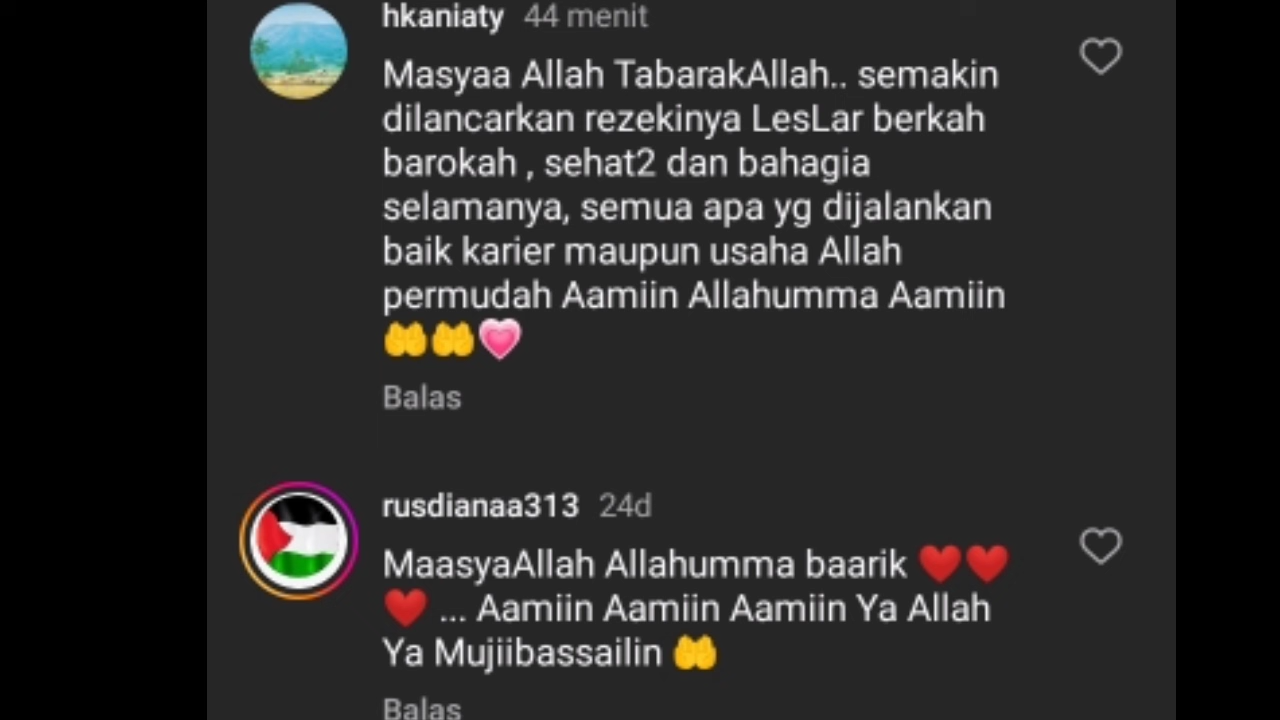 hkaniaty 44 menit
Masyaa Allah TabarakAllah.. semakin
dilancarkan rezekinya LesLar berkah
barokah , sehat2 dan bahagia
selamanya, semua apa yg dijalankan
baik karier maupun usaha Allah
permudah Aamiin Allahumma Aamiin
🤲🤲💗
Balas
rusdianaa313 24d
MaasyaAllah Allahumma baarik ❤️❤️
❤️ ... Aamiin Aamiin Aamiin Ya Allah
Ya Mujiibassailin 🤲
Balas